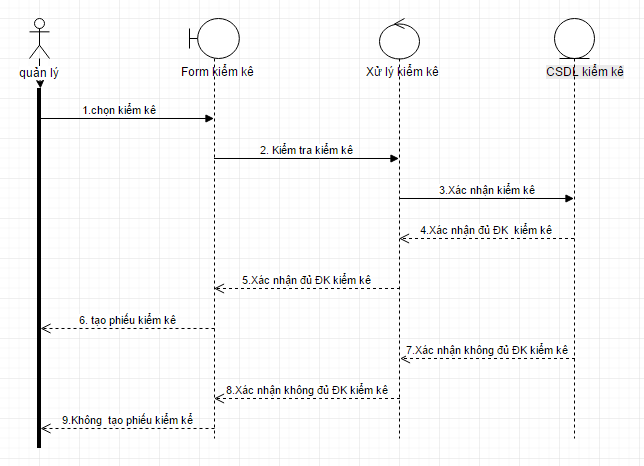 quản lý
Form kiểm kê
Xử lý kiểm kê
CSDL kiểm kê
1.chọn kiểm kê
2. Kiểm tra kiểm kê
3.Xác nhận kiểm kê
4.Xác nhận đủ ĐK kiểm kê
5.Xác nhận đủ ĐK kiểm kê
6. tạo phiếu kiểm kê
7.Xác nhận không đủ ĐK kiểm kê
8.Xác nhận không đủ ĐK kiểm kê
9.Không tạo phiếu kiểm kể